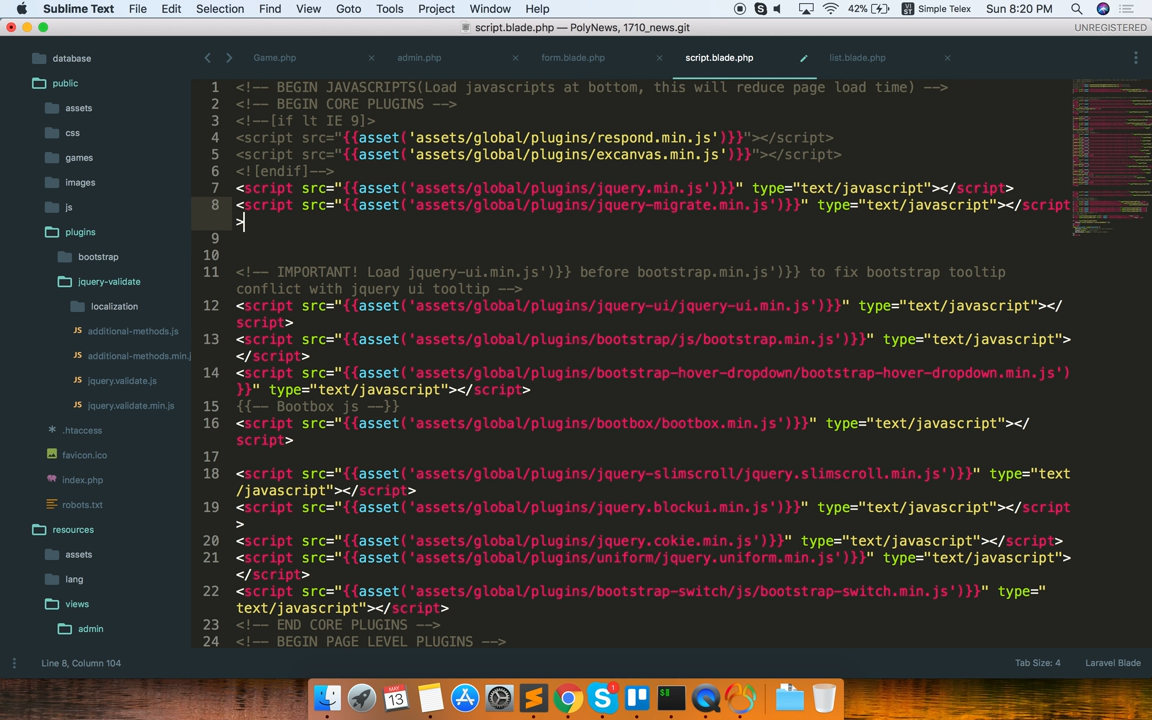 Sublime Text File Edit Selection Find View Goto Tools Project Window Help 42% VI ST Simple Telex Sun 8:20 PM
script.blade.php — PolyNews, 1710_news.git UNREGISTERED
database
public
assets
css
games
images
js
plugins
bootstrap
jquery-validate
localization
JS additional-methods.js
JS additional-methods.min.j
JS jquery.validate.js
JS jquery.validate.min.js
* .htaccess
favicon.ico
index.php
robots.txt
resources
assets
lang
views
admin
Game.php × admin.php × form.blade.php × script.blade.php list.blade.php ×
1 <!-- BEGIN JAVASCRIPTS(Load javascripts at bottom, this will reduce page load time) -->
2 <!-- BEGIN CORE PLUGINS -->
3 <!--[if lt IE 9]>
4 <script src="{{asset('assets/global/plugins/respond.min.js')}}"></script>
5 <script src="{{asset('assets/global/plugins/excanvas.min.js')}}"></script>
6 <![endif]-->
7 <script src="{{asset('assets/global/plugins/jquery.min.js')}}" type="text/javascript"></script>
8 <script src="{{asset('assets/global/plugins/jquery-migrate.min.js')}}" type="text/javascript"></script
>
9
10
11 <!-- IMPORTANT! Load jquery-ui.min.js')}} before bootstrap.min.js')}} to fix bootstrap tooltip
conflict with jquery ui tooltip -->
12 <script src="{{asset('assets/global/plugins/jquery-ui/jquery-ui.min.js')}}" type="text/javascript"></
script>
13 <script src="{{asset('assets/global/plugins/bootstrap/js/bootstrap.min.js')}}" type="text/javascript">
</script>
14 <script src="{{asset('assets/global/plugins/bootstrap-hover-dropdown/bootstrap-hover-dropdown.min.js')
}}" type="text/javascript"></script>
15 {{-- Bootbox js --}}
16 <script src="{{asset('assets/global/plugins/bootbox/bootbox.min.js')}}" type="text/javascript"></
script>
17
18 <script src="{{asset('assets/global/plugins/jquery-slimscroll/jquery.slimscroll.min.js')}}" type="text
/javascript"></script>
19 <script src="{{asset('assets/global/plugins/jquery.blockui.min.js')}}" type="text/javascript"></script
>
20 <script src="{{asset('assets/global/plugins/jquery.cokie.min.js')}}" type="text/javascript"></script>
21 <script src="{{asset('assets/global/plugins/uniform/jquery.uniform.min.js')}}" type="text/javascript">
</script>
22 <script src="{{asset('assets/global/plugins/bootstrap-switch/js/bootstrap-switch.min.js')}}" type="
text/javascript"></script>
23 <!-- END CORE PLUGINS -->
24 <!-- BEGIN PAGE LEVEL PLUGINS -->
Line 8, Column 104 Tab Size: 4 Laravel Blade
MAY 13 1